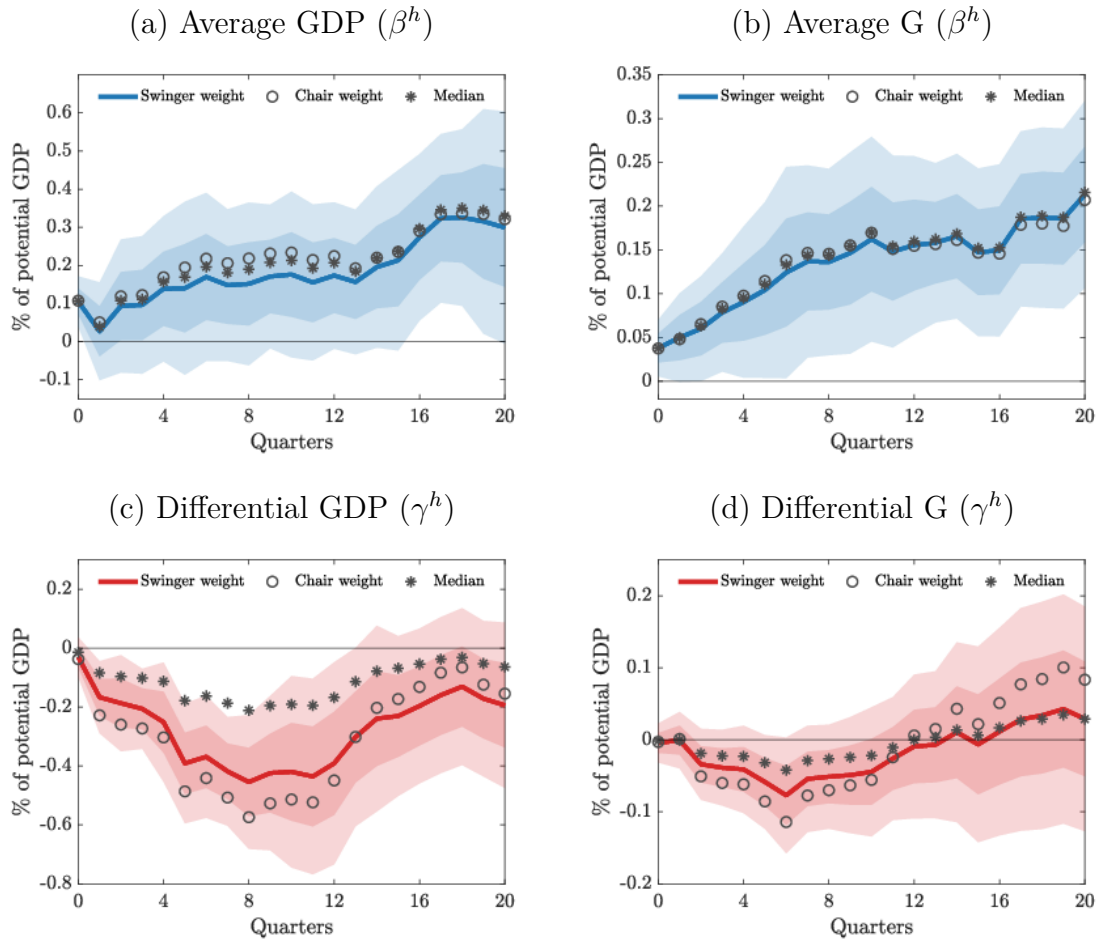 (a) Average GDP (β^h)
(b) Average G (β^h)
Swinger weight Chair weight Median
% of potential GDP
0.6
0.5
0.4
0.3
0.2
0.1
0
-0.1
0 4 8 12 16 20
Quarters
Swinger weight Chair weight Median
% of potential GDP
0.35
0.3
0.25
0.2
0.15
0.1
0.05
0
0 4 8 12 16 20
Quarters
(c) Differential GDP (γ^h)
(d) Differential G (γ^h)
Swinger weight Chair weight Median
% of potential GDP
0.2
0
-0.2
-0.4
-0.6
-0.8
0 4 8 12 16 20
Quarters
Swinger weight Chair weight Median
% of potential GDP
0.2
0.1
0
-0.1
-0.2
0 4 8 12 16 20
Quarters